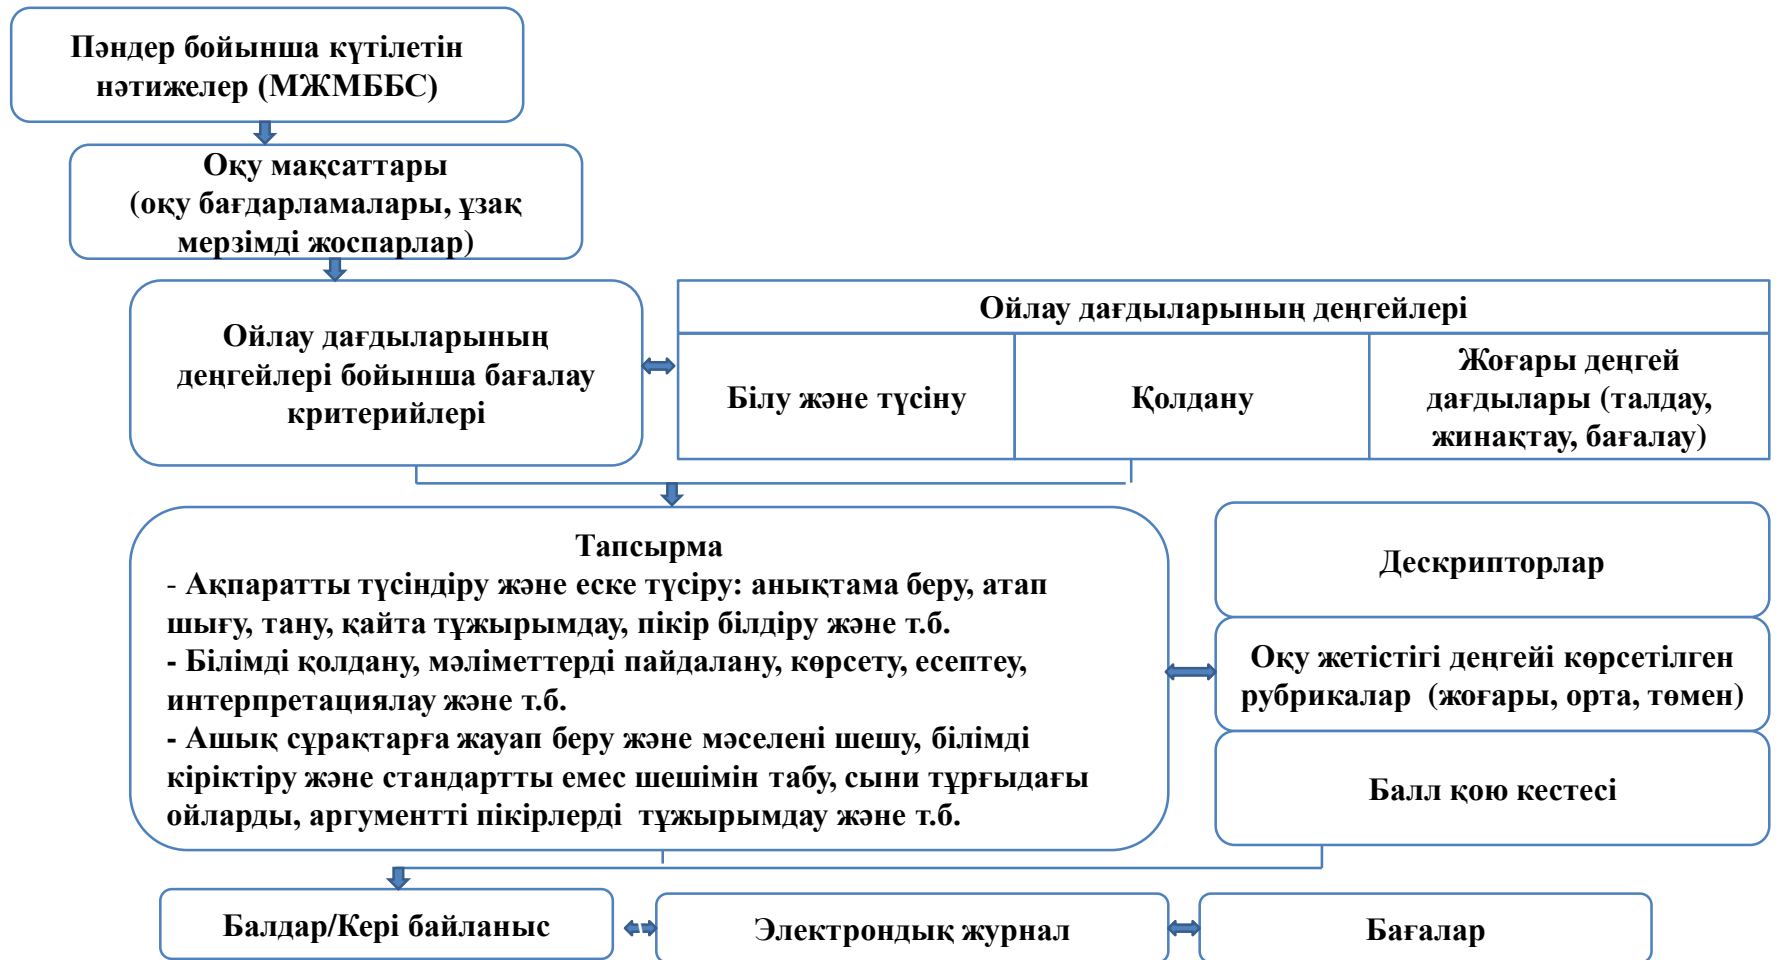 Пәндер бойынша күтілетін
нәтижелер (МЖМББС)
Оқу мақсаттары
(оқу бағдарламалары, ұзақ
мерзімді жоспарлар)
Ойлау дағдыларының
деңгейлері бойынша бағалау
критерийлері
Ойлау дағдыларының деңгейлері
Білу және түсіну
Қолдану
Жоғары деңгей
дағдылары (талдау,
жинақтау, бағалау)
Тапсырма
- Ақпаратты түсіндіру және еске түсіру: анықтама беру, атап
шығу, тану, қайта тұжырымдау, пікір білдіру және т.б.
- Білімді қолдану, мәліметтерді пайдалану, көрсету, есептеу,
интерпретациялау және т.б.
- Ашық сұрақтарға жауап беру және мәселені шешу, білімді
кіріктіру және стандартты емес шешімін табу, сыни тұрғыдағы
ойларды, аргументті пікірлерді  тұжырымдау және т.б.
Дескрипторлар
Оқу жетістігі деңгейі көрсетілген
рубрикалар  (жоғары, орта, төмен)
Балл қою кестесі
Балдар/Кері байланыс
Электрондық журнал
Бағалар